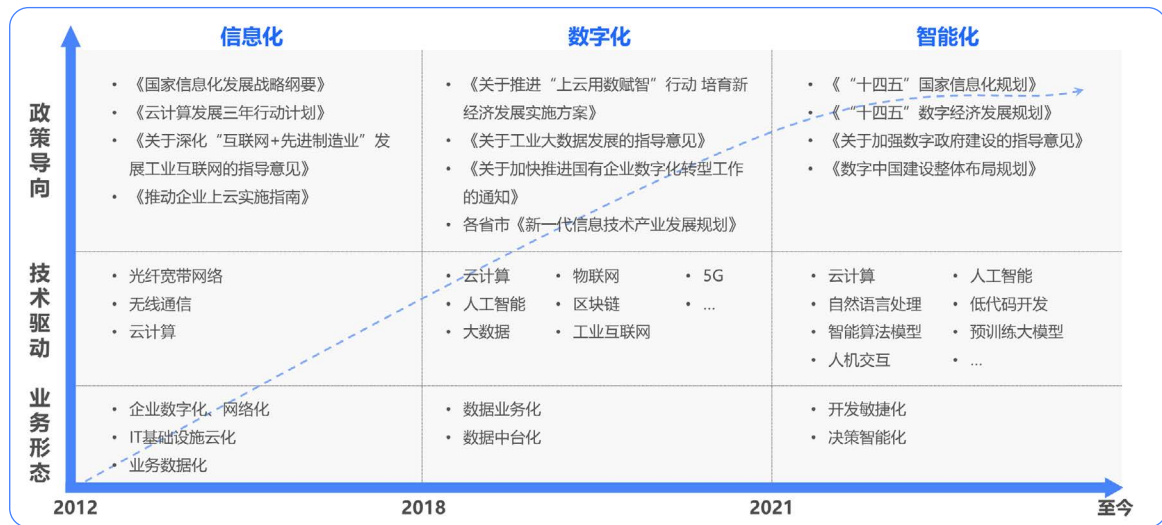 信息化
数字化
智能化
政策导向
• 《国家信息化发展战略纲要》
• 《云计算发展三年行动计划》
• 《关于深化“互联网+先进制造业”发
展工业互联网的指导意见》
• 《推动企业上云实施指南》
• 《关于推进“上云用数赋智”行动 培育新
经济发展实施方案》
• 《关于工业大数据发展的指导意见》
• 《关于加快推进国有企业数字化转型工作
的通知》
• 各省市《新一代信息技术产业发展规划》
• 《 “十四五”国家信息化规划》
• 《 “十四五”数字经济发展规划》
• 《关于加强数字政府建设的指导意见》
• 《数字中国建设整体布局规划》
技术驱动
• 光纤宽带网络
• 无线通信
• 云计算
• 云计算 • 物联网 • 5G
• 人工智能 • 区块链 • ...
• 大数据 • 工业互联网
• 云计算 • 人工智能
• 自然语言处理 • 低代码开发
• 智能算法模型 • 预训练大模型
• 人机交互 • ...
业务形态
• 企业数字化、网络化
• IT基础设施云化
• 业务数据化
• 数据业务化
• 数据中台化
• 开发敏捷化
• 决策智能化
2012
2018
2021
至今